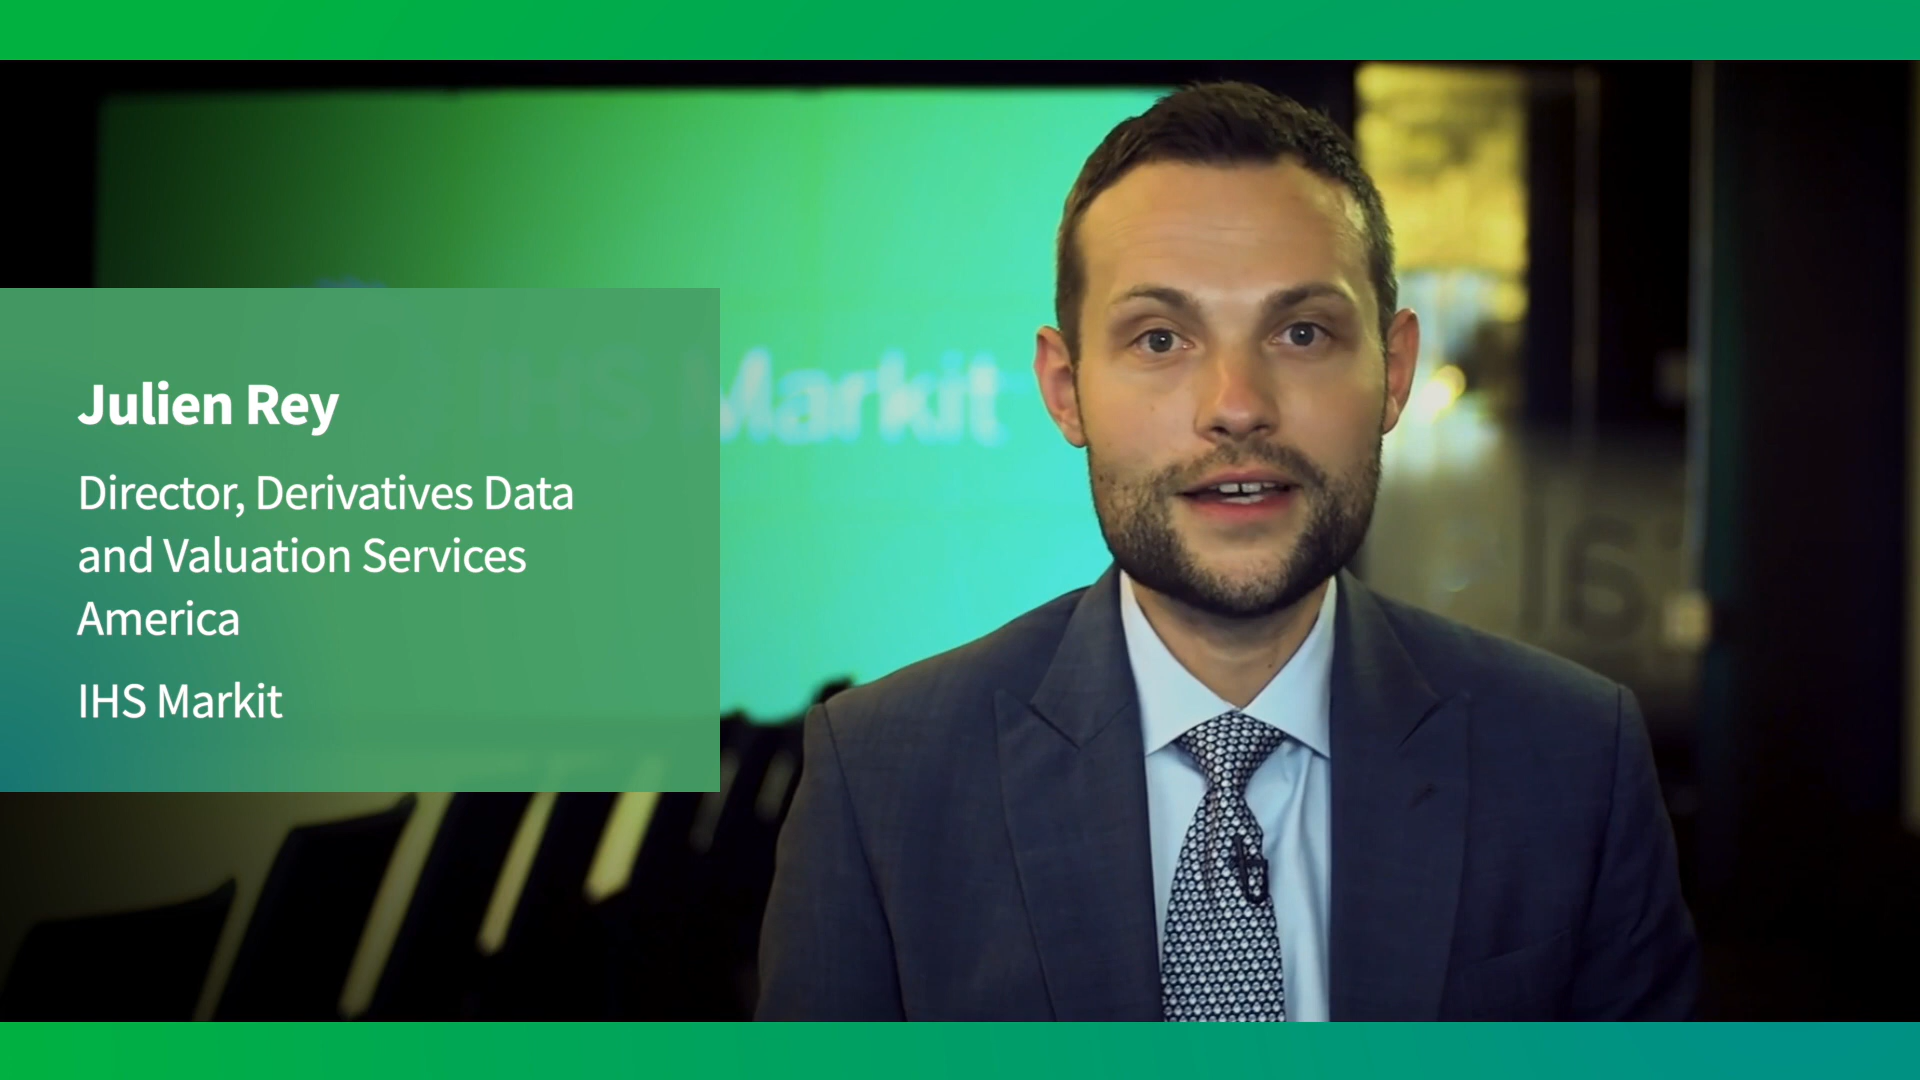 Julien Rey
Director, Derivatives Data
and Valuation Services
America
IHS Markit
IHS Markit